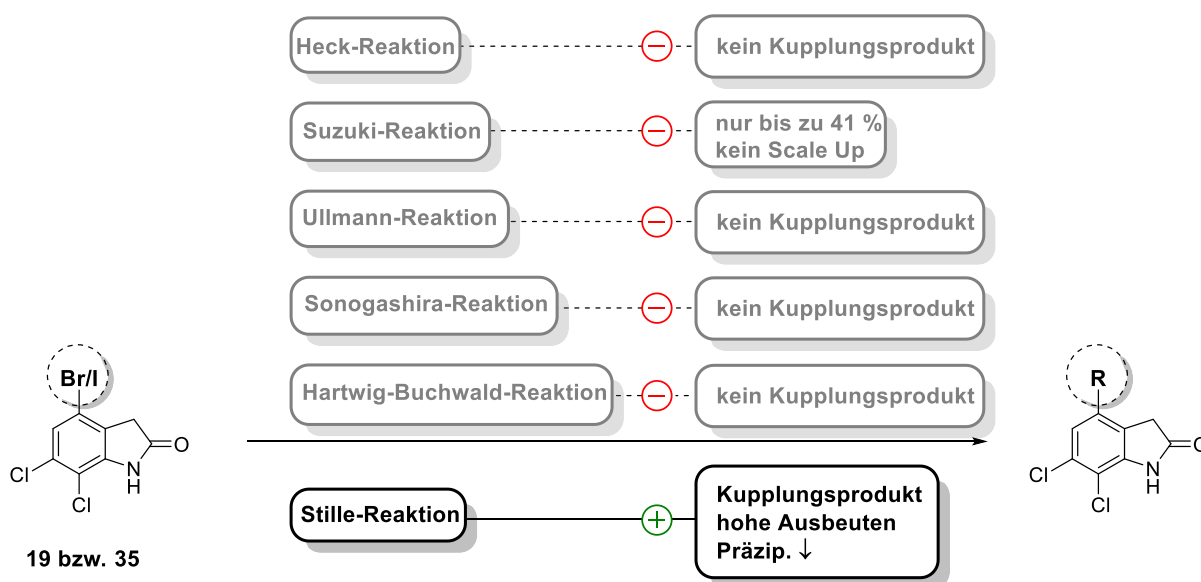 Heck-Reaktion
kein Kupplungsprodukt
Suzuki-Reaktion
nur bis zu 41 %
kein Scale Up
Ullmann-Reaktion
kein Kupplungsprodukt
Sonogashira-Reaktion
kein Kupplungsprodukt
Hartwig-Buchwald-Reaktion
kein Kupplungsprodukt
Br/I
O
N
H
Cl
Cl
19 bzw. 35
R
O
N
H
Cl
Cl
Stille-Reaktion
Kupplungsprodukt
hohe Ausbeuten
Präzip. ↓